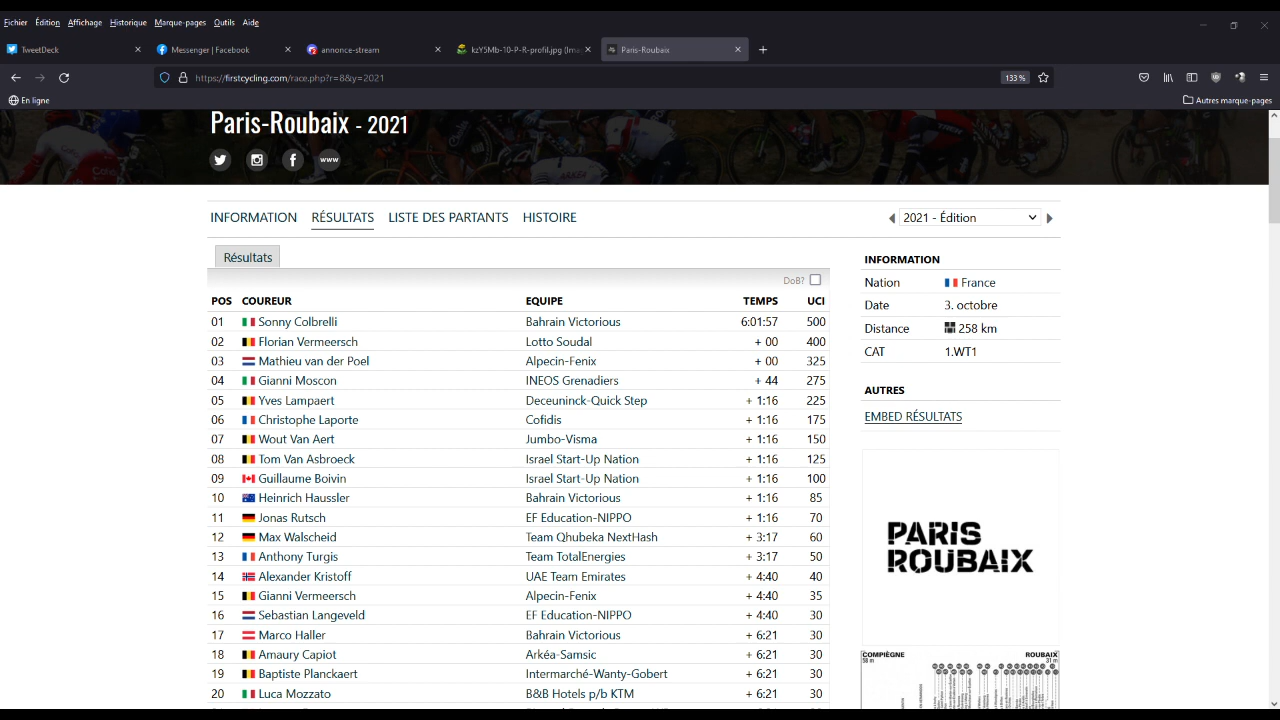 Fichier Édition Affichage Historique Marque-pages Outils Aide
TweetDeck
Messenger | Facebook
annonce-stream
kzY5Mb-10-P-R-profil.jpg (Ima
Paris-Roubaix
https://firstcycling.com/race.php?r=8&y=2021
133 %
En ligne
Autres marque-pages
Paris-Roubaix - 2021
www
INFORMATION RÉSULTATS LISTE DES PARTANTS HISTOIRE
2021 - Édition
Résultats
DoB?
POS COUREUR EQUIPE TEMPS UCI
01 Sonny Colbrelli Bahrain Victorious 6:01:57 500
02 Florian Vermeersch Lotto Soudal + 00 400
03 Mathieu van der Poel Alpecin-Fenix + 00 325
04 Gianni Moscon INEOS Grenadiers + 44 275
05 Yves Lampaert Deceuninck-Quick Step + 1:16 225
06 Christophe Laporte Cofidis + 1:16 175
07 Wout Van Aert Jumbo-Visma + 1:16 150
08 Tom Van Asbroeck Israel Start-Up Nation + 1:16 125
09 Guillaume Boivin Israel Start-Up Nation + 1:16 100
10 Heinrich Haussler Bahrain Victorious + 1:16 85
11 Jonas Rutsch EF Education-NIPPO + 1:16 70
12 Max Walscheid Team Qhubeka NextHash + 3:17 60
13 Anthony Turgis Team TotalEnergies + 3:17 50
14 Alexander Kristoff UAE Team Emirates + 4:40 40
15 Gianni Vermeersch Alpecin-Fenix + 4:40 35
16 Sebastian Langeveld EF Education-NIPPO + 4:40 30
17 Marco Haller Bahrain Victorious + 6:21 30
18 Amaury Capiot Arkéa-Samsic + 6:21 30
19 Baptiste Planckaert Intermarché-Wanty-Gobert + 6:21 30
20 Luca Mozzato B&B Hotels p/b KTM + 6:21 30
INFORMATION
Nation France
Date 3. octobre
Distance 258 km
CAT 1.WT1
AUTRES
EMBED RÉSULTATS
PARIS
ROUBAIX
COMPIÈGNE ROUBAIX